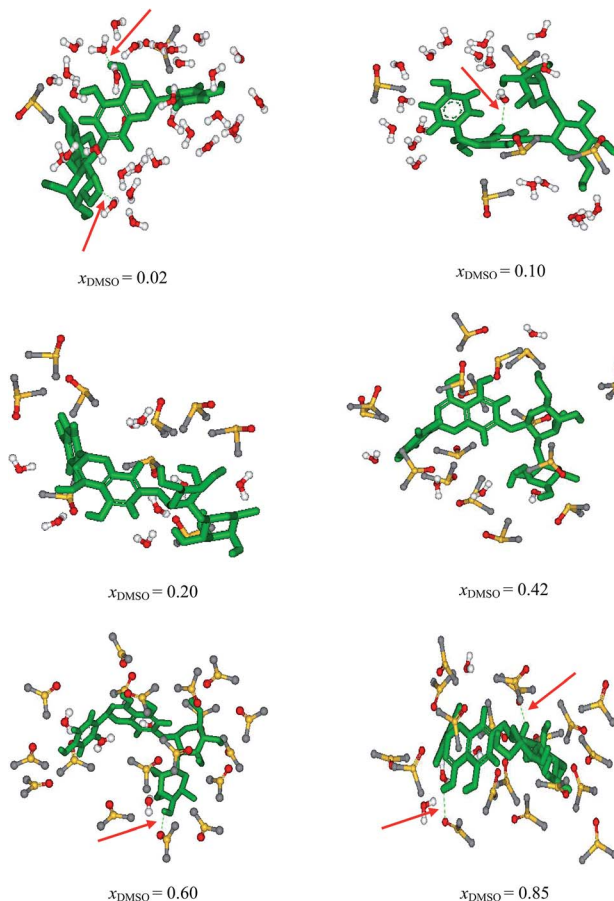 x_DMSO = 0.02
x_DMSO = 0.10
x_DMSO = 0.20
x_DMSO = 0.42
x_DMSO = 0.60
x_DMSO = 0.85